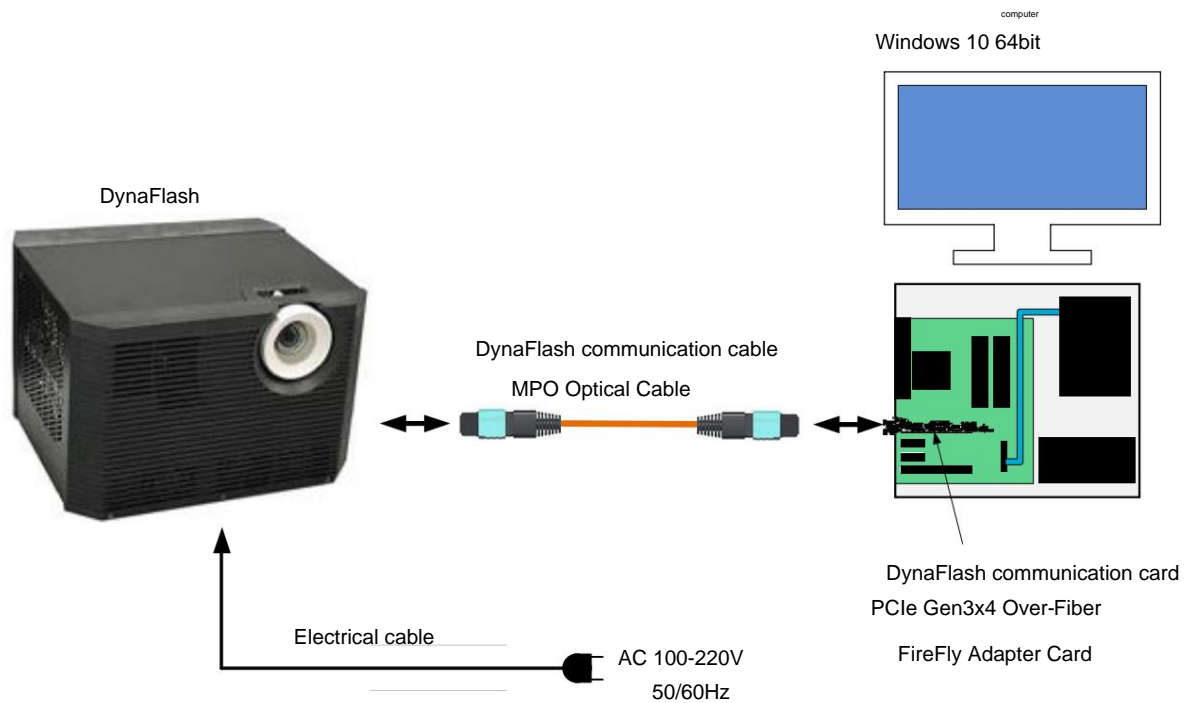 computer
Windows 10 64bit
DynaFlash
DynaFlash communication cable
MPO Optical Cable
DynaFlash communication card
PCIe Gen3x4 Over-Fiber
FireFly Adapter Card
Electrical cable
AC 100-220V
50/60Hz